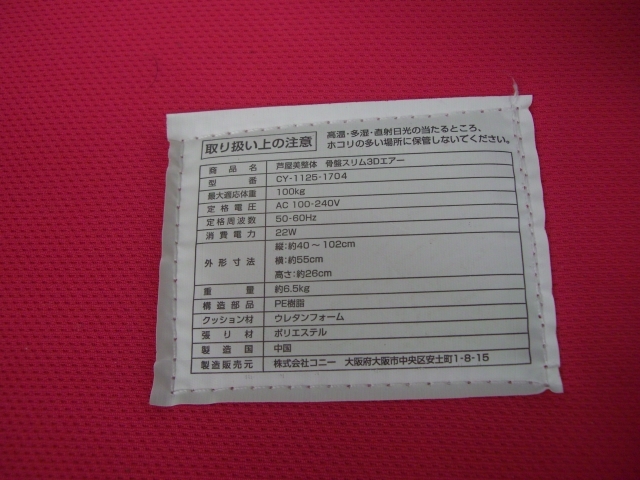 取り扱い上の注意
高温・多湿・直射日光の当たるところ、
ホコリの多い場所に保管しないでください。
商品名 芦屋美整体 骨盤スリム3Dエアー
型番 CY-1125-1704
最大適応体重 100kg
定格電圧 AC 100-240V
定格周波数 50-60Hz
消費電力 22W
外形寸法 縦:約40～102cm
横:約55cm
高さ:約26cm
重量 約6.5kg
構造部品 PE樹脂
クッション材 ウレタンフォーム
張り材 ポリエステル
製造国 中国
製造販売元 株式会社コニー 大阪府大阪市中央区安土町1-8-15